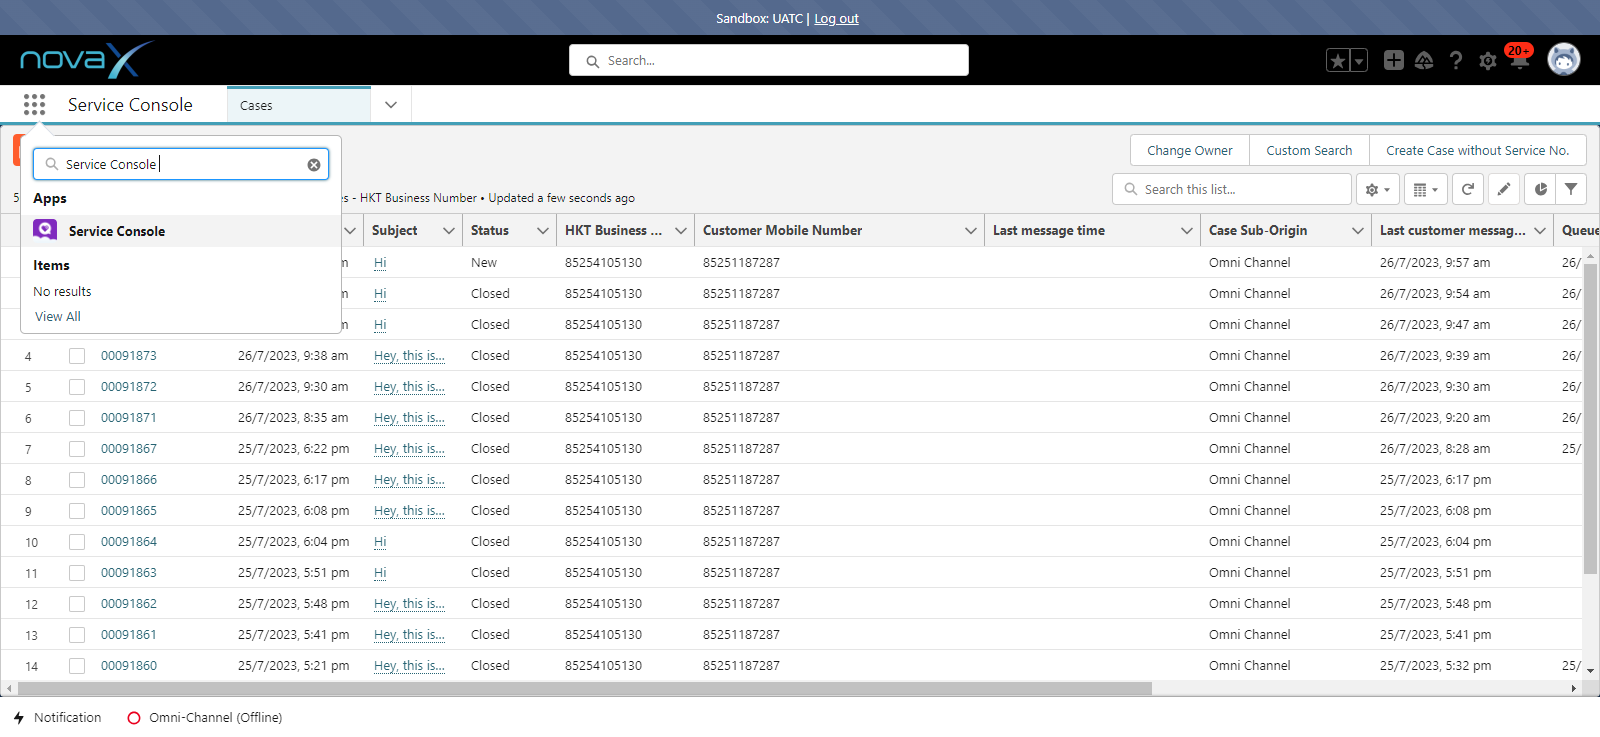 Sandbox: UATC | Log out
novaX
Search...
20+
Service Console
Cases
Service Console
Apps
Service Console
Items
No results
View All
Change Owner
Custom Search
Create Case without Service No.
s - HKT Business Number • Updated a few seconds ago
Search this list...
Subject Status HKT Business ... Customer Mobile Number Last message time Case Sub-Origin Last customer messag... Queue
Hi New 85254105130 85251187287 Omni Channel 26/7/2023, 9:57 am 26/
Hi Closed 85254105130 85251187287 Omni Channel 26/7/2023, 9:54 am 26/
Hi Closed 85254105130 85251187287 Omni Channel 26/7/2023, 9:47 am 26/
4 00091873 26/7/2023, 9:38 am Hey, this is... Closed 85254105130 85251187287 Omni Channel 26/7/2023, 9:39 am 26/
5 00091872 26/7/2023, 9:30 am Hey, this is... Closed 85254105130 85251187287 Omni Channel 26/7/2023, 9:30 am 26/
6 00091871 26/7/2023, 8:35 am Hey, this is... Closed 85254105130 85251187287 Omni Channel 26/7/2023, 9:20 am 26/
7 00091867 25/7/2023, 6:22 pm Hey, this is... Closed 85254105130 85251187287 Omni Channel 26/7/2023, 8:28 am 25/
8 00091866 25/7/2023, 6:17 pm Hey, this is... Closed 85254105130 85251187287 Omni Channel 25/7/2023, 6:17 pm
9 00091865 25/7/2023, 6:08 pm Hey, this is... Closed 85254105130 85251187287 Omni Channel 25/7/2023, 6:08 pm
10 00091864 25/7/2023, 6:04 pm Hi Closed 85254105130 85251187287 Omni Channel 25/7/2023, 6:04 pm
11 00091863 25/7/2023, 5:51 pm Hi Closed 85254105130 85251187287 Omni Channel 25/7/2023, 5:51 pm
12 00091862 25/7/2023, 5:48 pm Hey, this is... Closed 85254105130 85251187287 Omni Channel 25/7/2023, 5:48 pm
13 00091861 25/7/2023, 5:41 pm Hey, this is... Closed 85254105130 85251187287 Omni Channel 25/7/2023, 5:41 pm
14 00091860 25/7/2023, 5:21 pm Hey, this is... Closed 85254105130 85251187287 Omni Channel 25/7/2023, 5:32 pm 25/
Notification Omni-Channel (Offline)